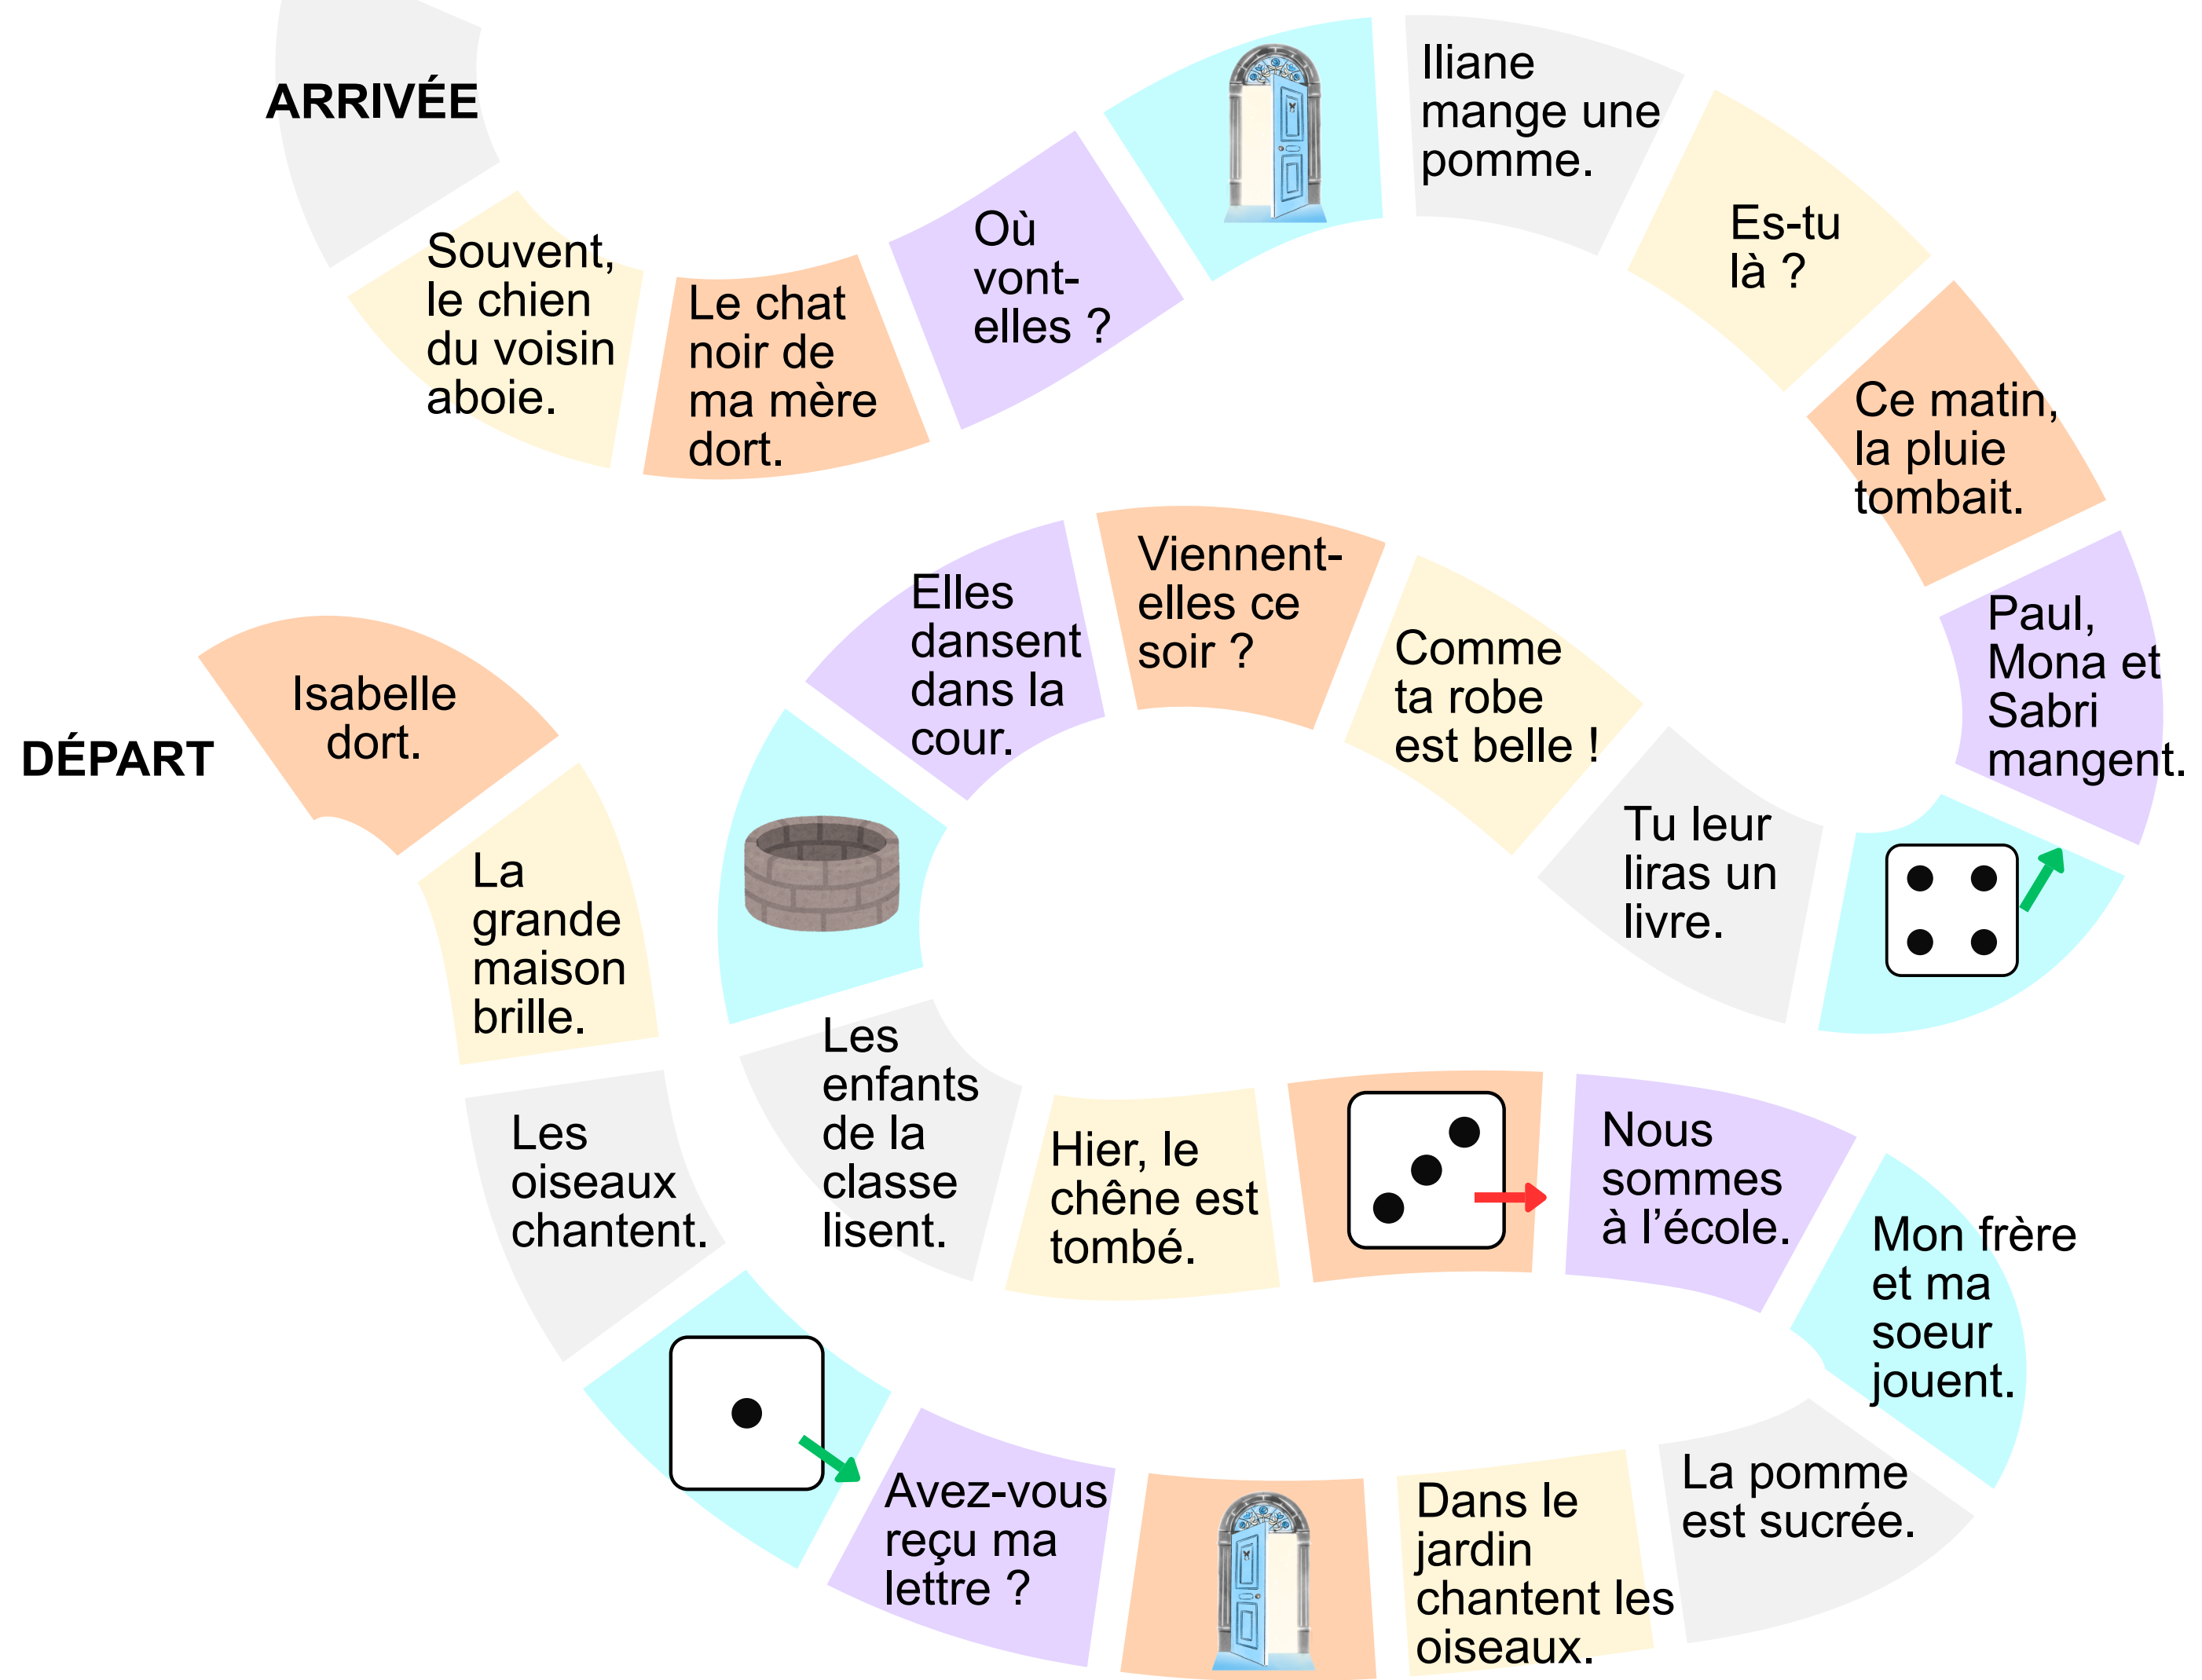 DÉPART
Isabelle
dort.
La
grande
maison
brille.
Les
oiseaux
chantent.
Avez-vous
reçu ma
lettre ?
Dans le
jardin
chantent les
oiseaux.
La pomme
est sucrée.
Mon frère
et ma
soeur
jouent.
Nous
sommes
à l’école.
Hier, le
chêne est
tombé.
Les
enfants
de la
classe
lisent.
Elles
dansent
dans la
cour.
Viennent-
elles ce
soir ?
Comme
ta robe
est belle !
Tu leur
liras un
livre.
Paul,
Mona et
Sabri
mangent.
Ce matin,
la pluie
tombait.
Es-tu
là ?
Iliane
mange une
pomme.
Où
vont-
elles ?
Le chat
noir de
ma mère
dort.
Souvent,
le chien
du voisin
aboie.
ARRIVÉE